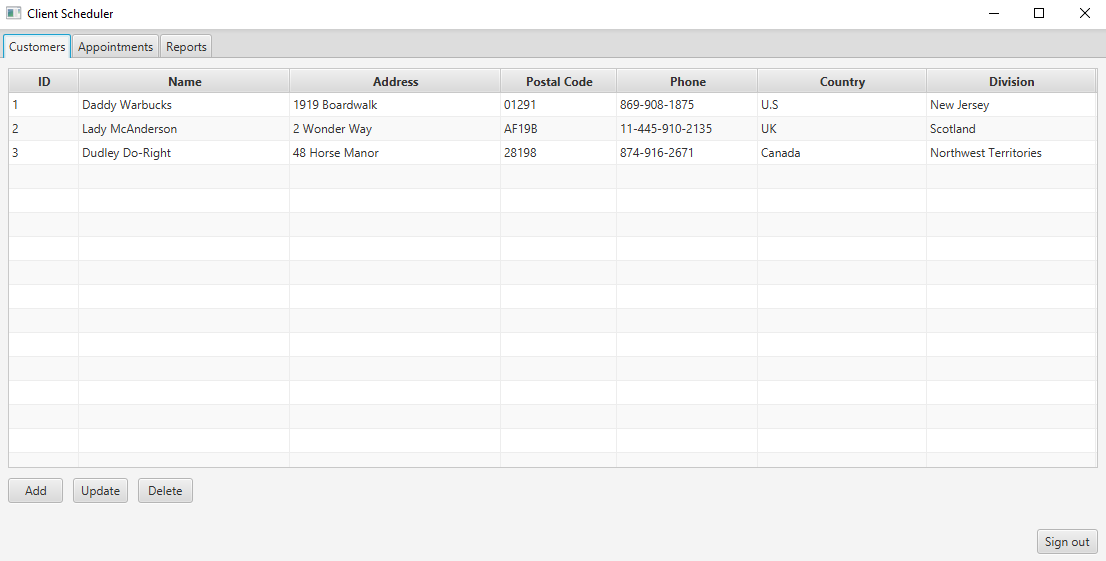 Client Scheduler
Customers Appointments Reports
ID Name Address Postal Code Phone Country Division
1 Daddy Warbucks 1919 Boardwalk 01291 869-908-1875 U.S New Jersey
2 Lady McAnderson 2 Wonder Way AF19B 11-445-910-2135 UK Scotland
3 Dudley Do-Right 48 Horse Manor 28198 874-916-2671 Canada Northwest Territories
Add Update Delete
Sign out